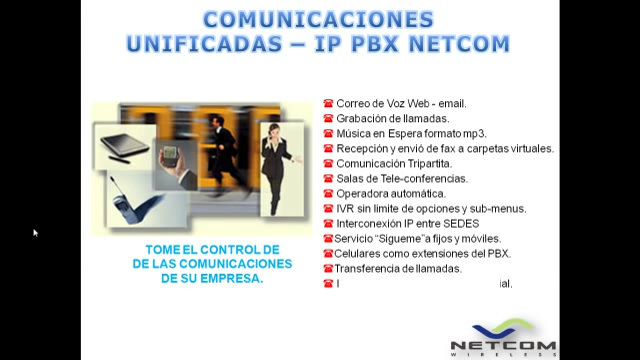 COMUNICACIONES
UNIFICADAS – IP PBX NETCOM
Correo de Voz Web - email.
Grabación de llamadas.
Música en Espera formato mp3.
Recepción y envió de fax a carpetas virtuales.
Comunicación Tripartita.
Salas de Tele-conferencias.
Operadora automática.
IVR sin limite de opciones y sub-menus.
Interconexión IP entre SEDES
Servicio “Sigueme”a fijos y móviles.
Celulares como extensiones del PBX.
Transferencia de llamadas.
TOME EL CONTROL DE
DE LAS COMUNICACIONES
DE SU EMPRESA.
NETCOM
WIRELESS